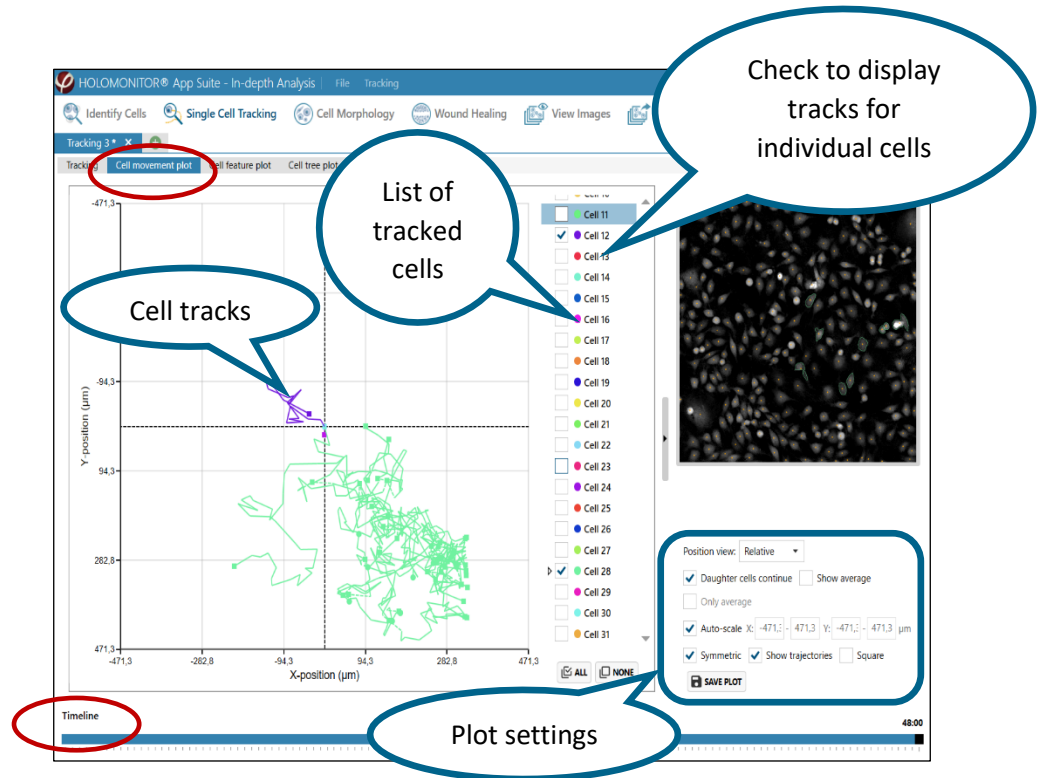 HOLOMONITOR® App Suite - In-depth Analysis File Tracking
Identify Cells Single Cell Tracking Cell Morphology Wound Healing View Images
Tracking 3 *
Tracking Cell movement plot Cell feature plot Cell tree plot
Check to display
tracks for
individual cells
List of
tracked
cells
Cell tracks
Plot settings
-471,3
-94,3
94,3
282,8
471,3
Y-position (µm)
-471,3 -282,8 -94,3 94,3 282,8 471,3
X-position (µm)
Cell 11
Cell 12
Cell 13
Cell 14
Cell 15
Cell 16
Cell 17
Cell 18
Cell 19
Cell 20
Cell 21
Cell 22
Cell 23
Cell 24
Cell 25
Cell 26
Cell 27
Cell 28
Cell 29
Cell 30
Cell 31
ALL NONE
Position view: Relative
Daughter cells continue Show average
Only average
Auto-scale X: -471,: - 471,3 Y: -471,: - 471,3 µm
Symmetric Show trajectories Square
SAVE PLOT
Timeline
48:00